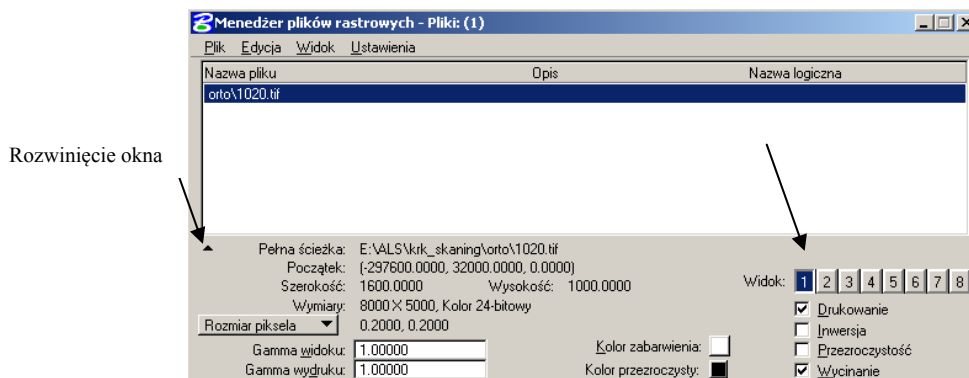 Menedżer plików rastrowych - Pliki: (1)
Plik Edycja Widok Ustawienia
Nazwa pliku Opis Nazwa logiczna
orto\1020.tif
Rozwinięcie okna
Pełna ścieżka: E:\ALS\krk_skaning\orto\1020.tif
Początek: (-297600.0000, 32000.0000, 0.0000)
Szerokość: 1600.0000 Wysokość: 1000.0000
Widok: 1 2 3 4 5 6 7 8
Wymiary: 8000 X 5000, Kolor 24-bitowy
Drukowanie
Rozmiar piksela 0.2000, 0.2000
Inwersja
Gamma widoku: 1.00000 Kolor zabarwienia: Przezroczystość
Gamma wydruku: 1.00000 Kolor przezroczysty: Wycinanie